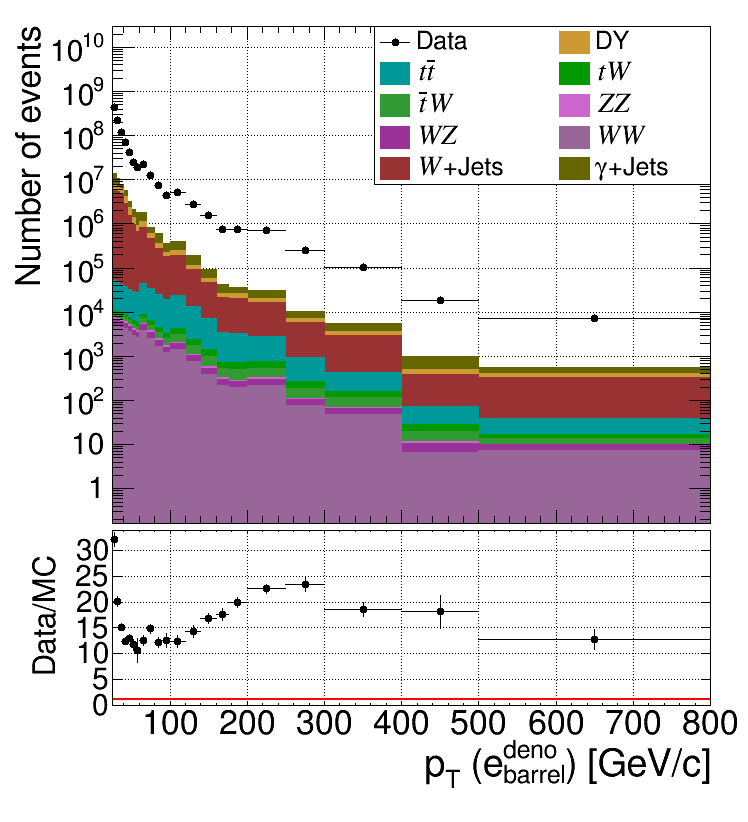 Number of events
10^10
10^9
10^8
10^7
10^6
10^5
10^4
10^3
10^2
10
1
Data DY
tt̄ tW
t̄W ZZ
WZ WW
W+Jets γ+Jets
Data/MC
30
25
20
15
10
5
0
100 200 300 400 500 600 700 800
p_T (e^deno_barrel) [GeV/c]